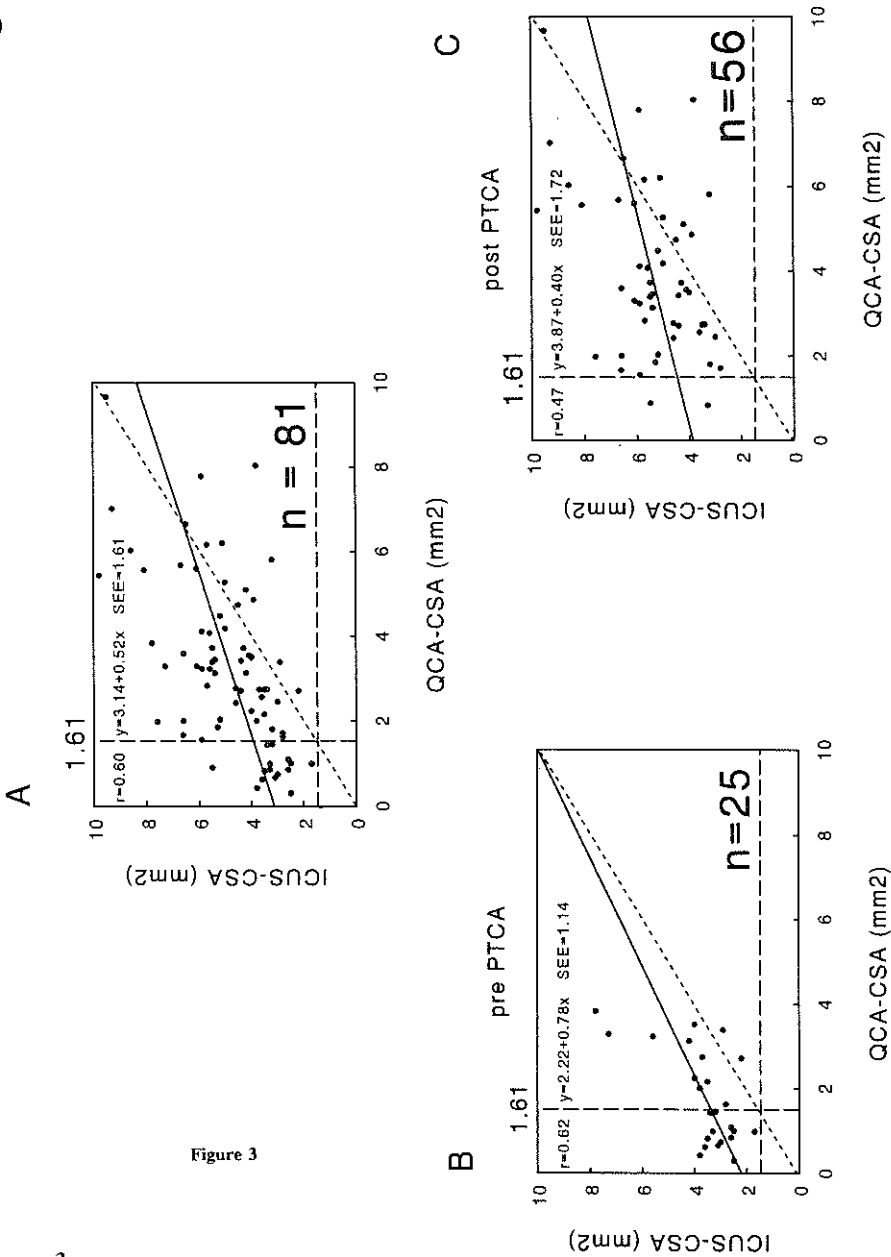 A
1.61
r=0.60 y=3.14+0.52x SEE=1.61
10
8
6
4
2
0
ICUS-CSA (mm2)
n = 81
0 2 4 6 8 10
QCA-CSA (mm2)
B
pre PTCA
1.61
r=0.62 y=2.22+0.78x SEE=1.14
10
8
6
4
2
0
ICUS-CSA (mm2)
n=25
0 2 4 6 8 10
QCA-CSA (mm2)
C
post PTCA
1.61
r=0.47 y=3.87+0.40x SEE=1.72
10
8
6
4
2
0
ICUS-CSA (mm2)
n=56
0 2 4 6 8 10
QCA-CSA (mm2)
Figure 3